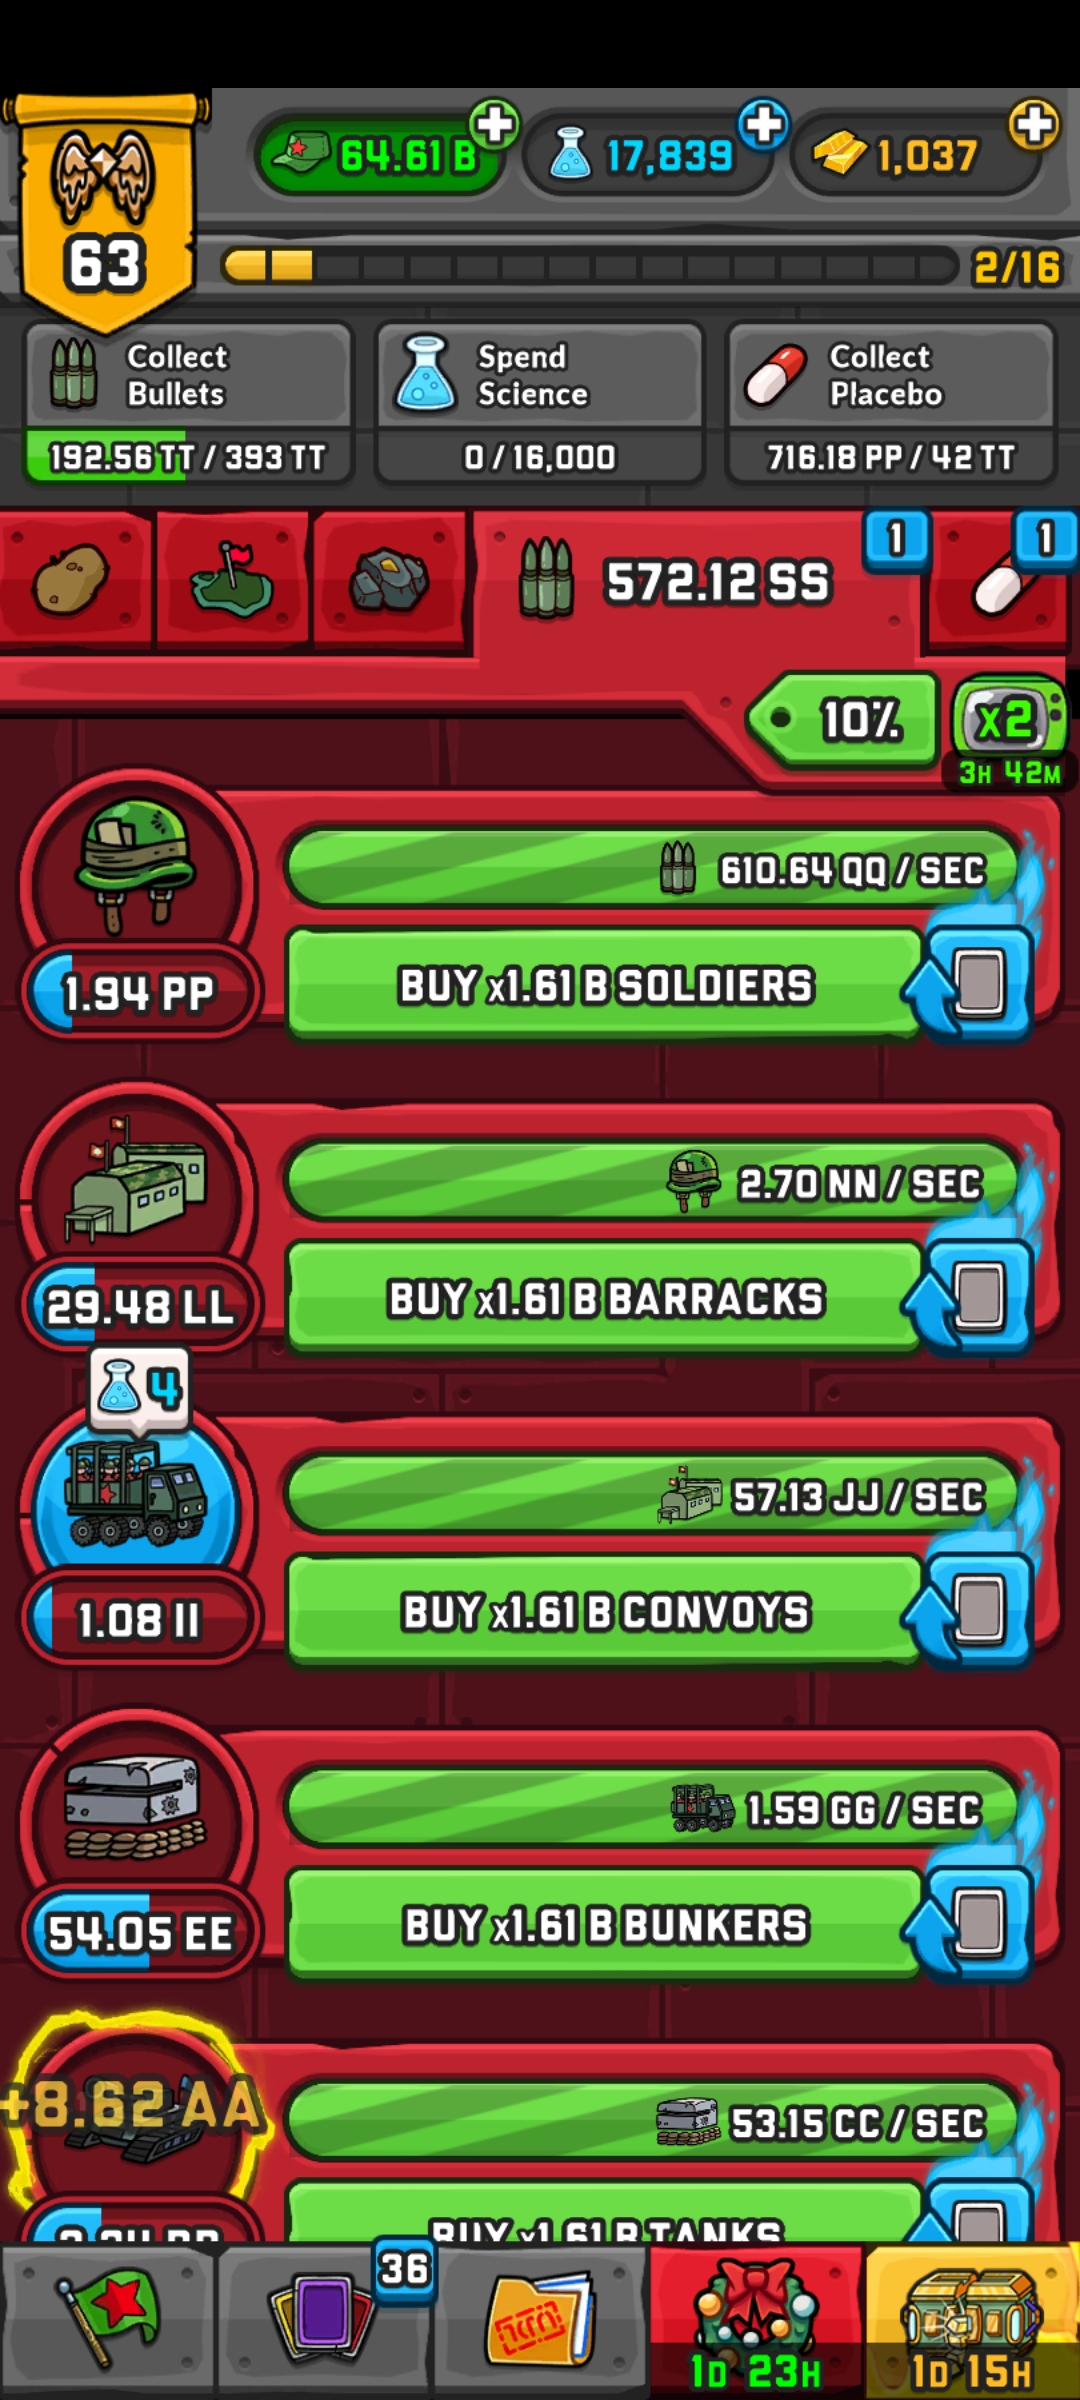 64.61 B
17,839
1,037
63
2/16
Collect
Bullets
192.56 TT / 393 TT
Spend
Science
0 / 16,000
Collect
Placebo
716.18 PP / 42 TT
572.12 SS
1
1
10%
x2
3H 42M
610.64 QQ / SEC
1.94 PP
BUY x1.61 B SOLDIERS
2.70 NN / SEC
29.48 LL
BUY x1.61 B BARRACKS
4
57.13 JJ / SEC
1.08 II
BUY x1.61 B CONVOYS
1.59 GG / SEC
54.05 EE
BUY x1.61 B BUNKERS
+8.62 AA
53.15 CC / SEC
BUY x1.61 B TANKS
36
1D 23H
1D 15H